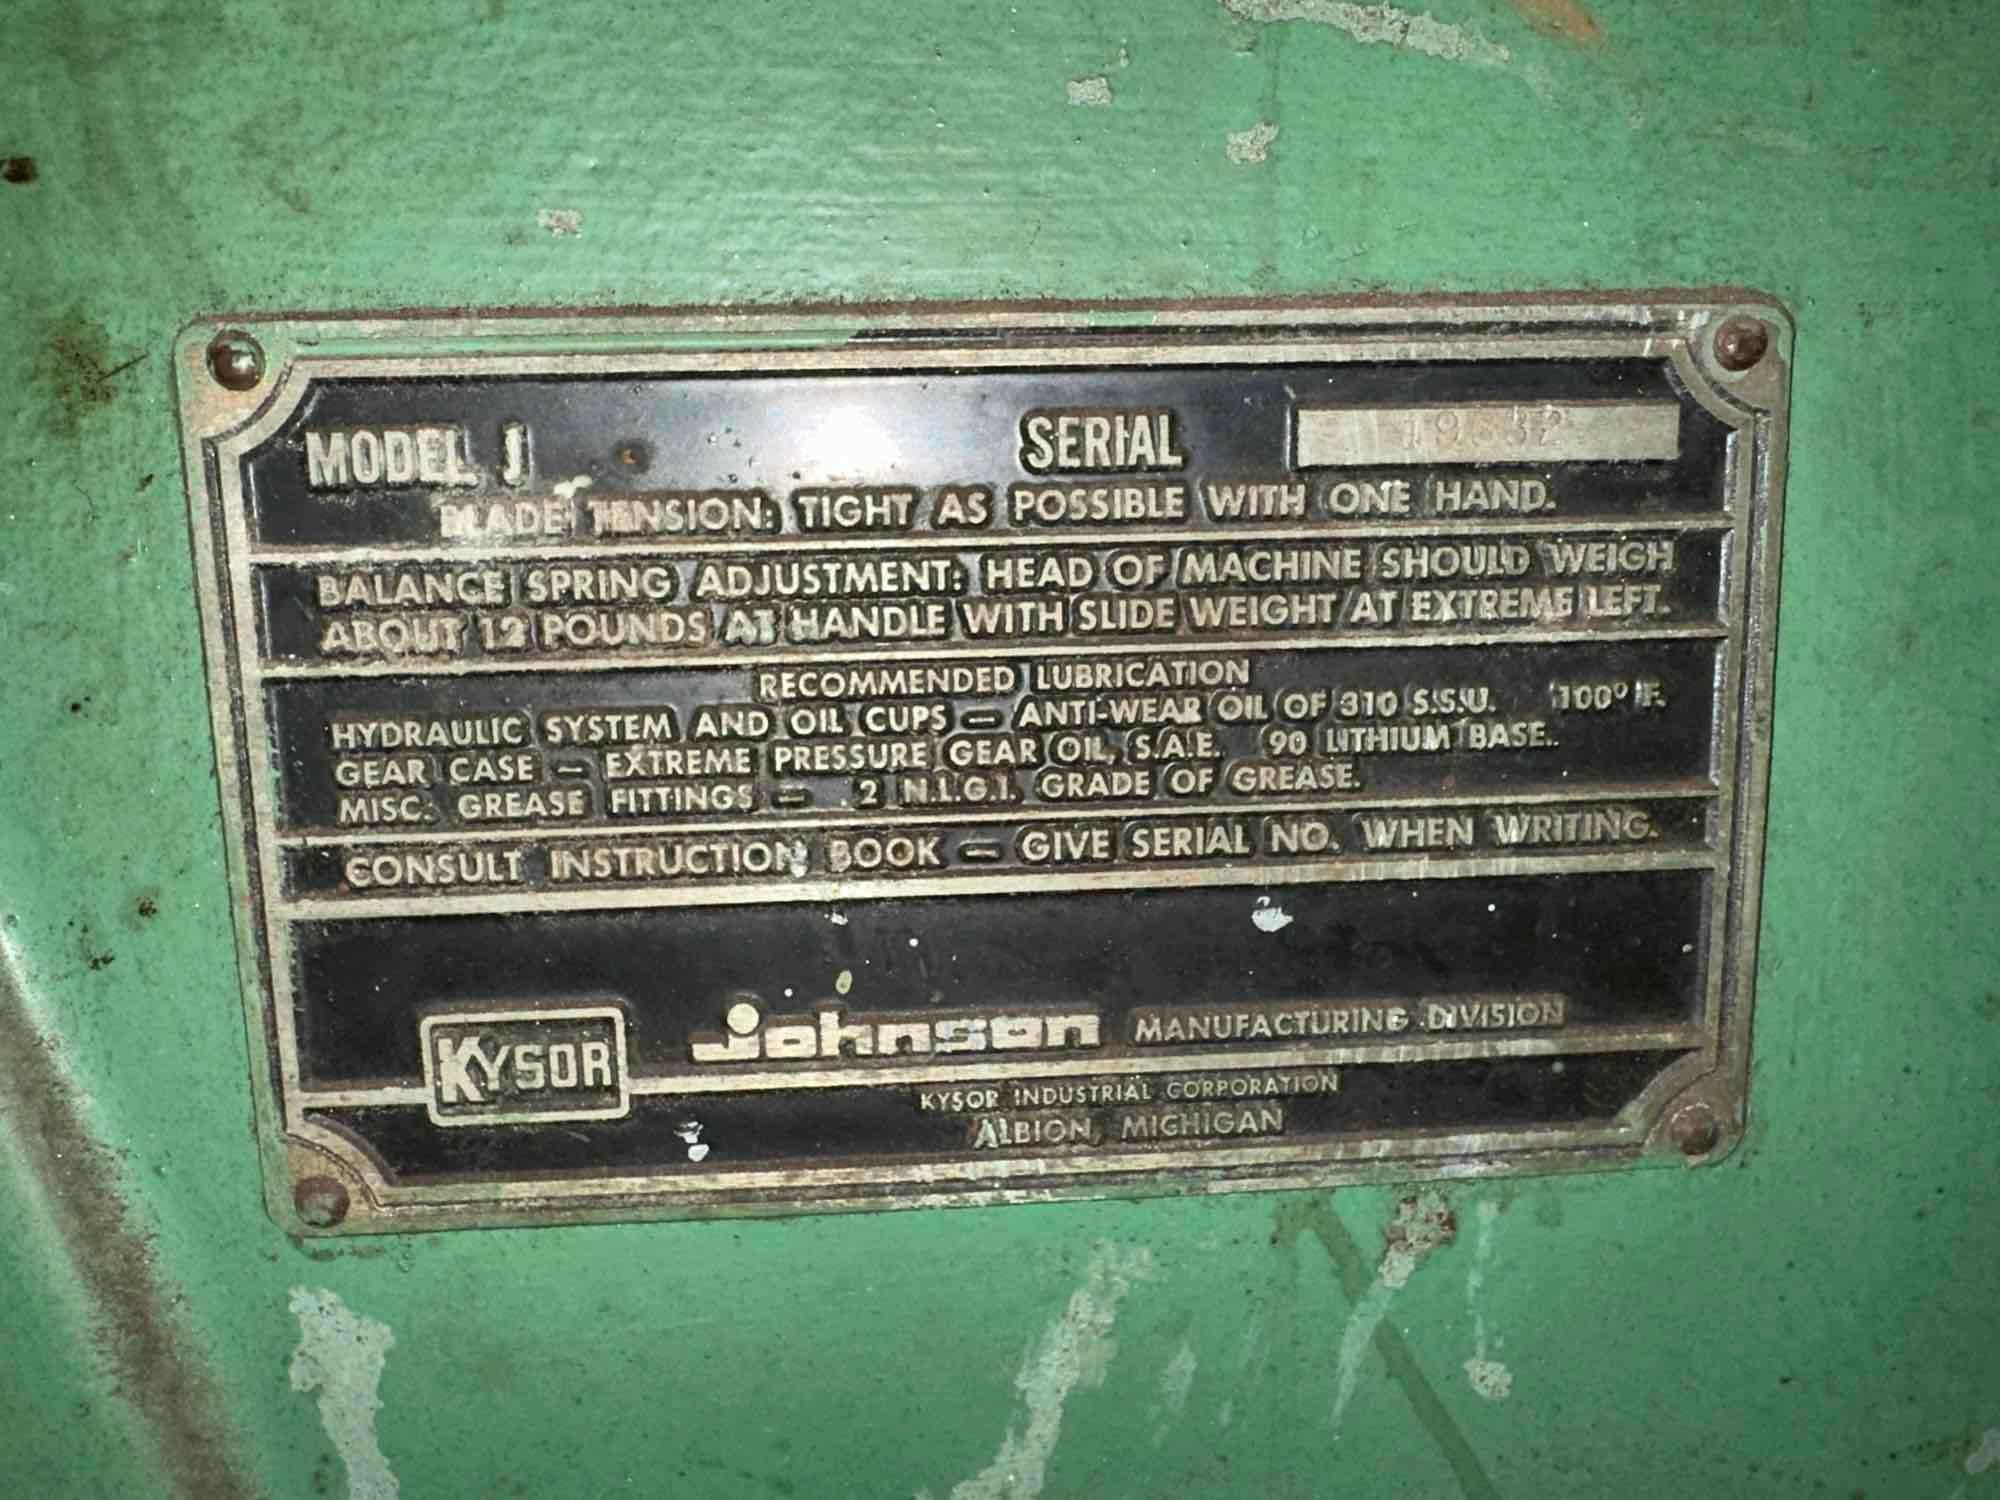 MODEL J SERIAL
BLADE TENSION: TIGHT AS POSSIBLE WITH ONE HAND.
BALANCE SPRING ADJUSTMENT: HEAD OF MACHINE SHOULD WEIGH
ABOUT 12 POUNDS AT HANDLE WITH SLIDE WEIGHT AT EXTREME LEFT.
RECOMMENDED LUBRICATION
HYDRAULIC SYSTEM AND OIL CUPS — ANTI-WEAR OIL OF 310 S.S.U. 100° F.
GEAR CASE — EXTREME PRESSURE GEAR OIL, S.A.E. 90 LITHIUM BASE.
MISC. GREASE FITTINGS — 2 N.L.G.I. GRADE OF GREASE.
CONSULT INSTRUCTION BOOK — GIVE SERIAL NO. WHEN WRITING.
KYSOR johnson MANUFACTURING DIVISION
KYSOR INDUSTRIAL CORPORATION
ALBION, MICHIGAN